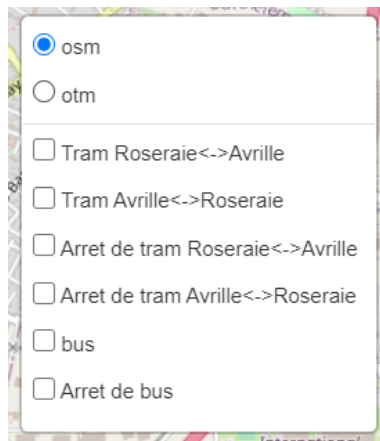 osm
otm
Tram Roseraie<->Avrille
Tram Avrille<->Roseraie
Arret de tram Roseraie<->Avrille
Arret de tram Avrille<->Roseraie
bus
Arret de bus